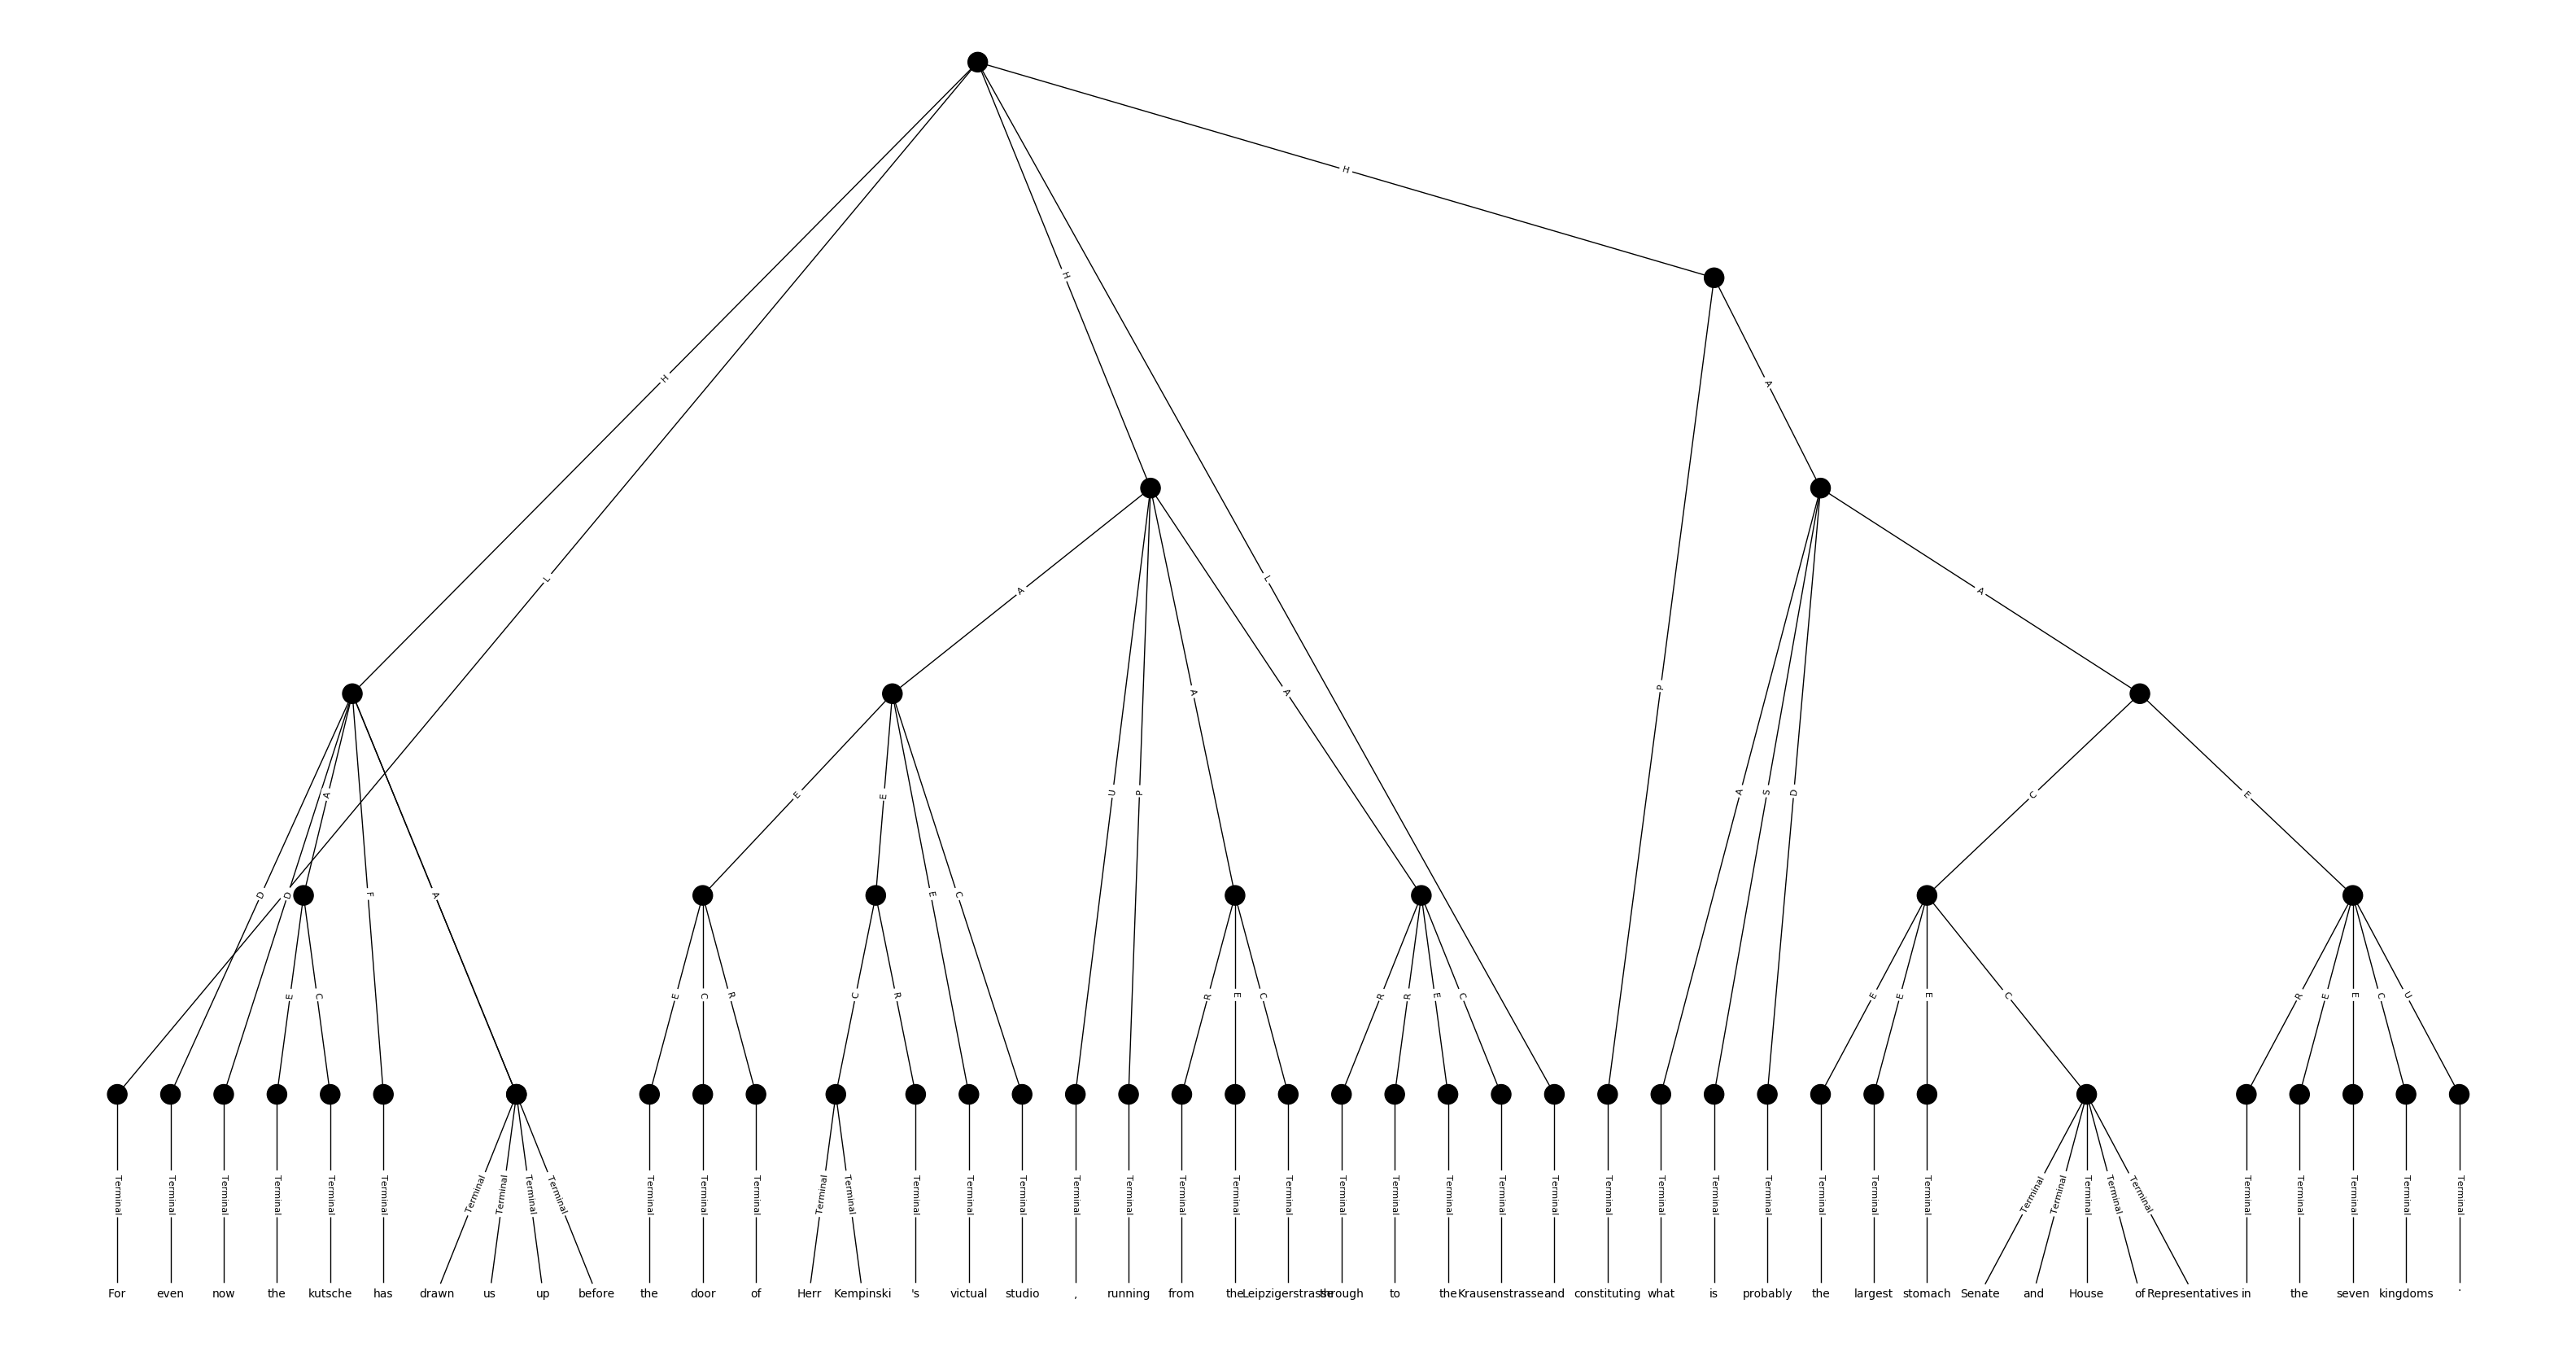 H
H
L
H
L
H
A
P
A
D
D
A
F
A
A
U
P
A
A
A
S
D
A
E
C
E
E
E
C
C
E
E
C
R
C
R
R
E
C
R
R
E
C
E
E
E
C
R
E
E
C
U
Terminal Terminal Terminal Terminal Terminal Terminal Terminal Terminal Terminal Terminal Terminal Terminal Terminal Terminal Terminal Terminal Terminal Terminal Terminal Terminal Terminal Terminal Terminal Terminal Terminal Terminal Terminal Terminal Terminal Terminal Terminal Terminal Terminal Terminal Terminal Terminal Terminal Terminal Terminal Terminal Terminal Terminal Terminal Terminal Terminal
For even now the kutsche has drawn us up before the door of Herr Kempinski 's victual studio , running from the Leipzigerstrasse through to the Krausenstrasse and constituting what is probably the largest stomach Senate and House of Representatives in the seven kingdoms .